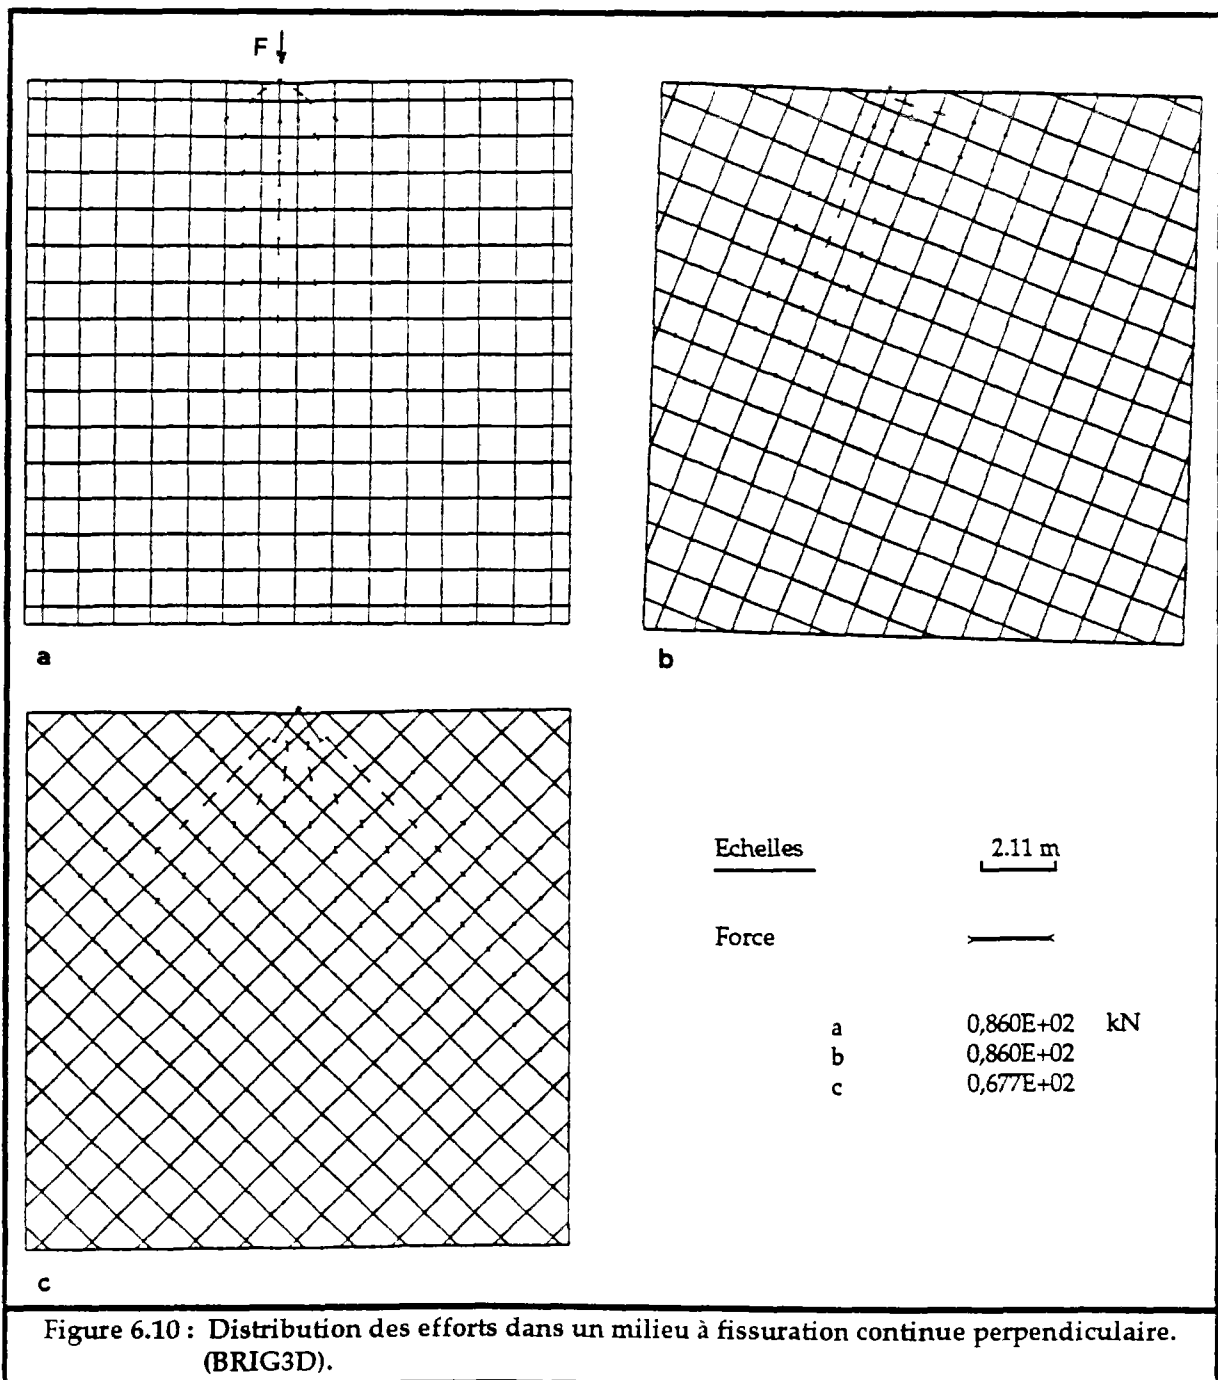 F
a
b
Echelles 2.11 m
Force
a 0,860E+02 kN
b 0,860E+02
c 0,677E+02
c
Figure 6.10 : Distribution des efforts dans un milieu à fissuration continue perpendiculaire.
(BRIG3D).